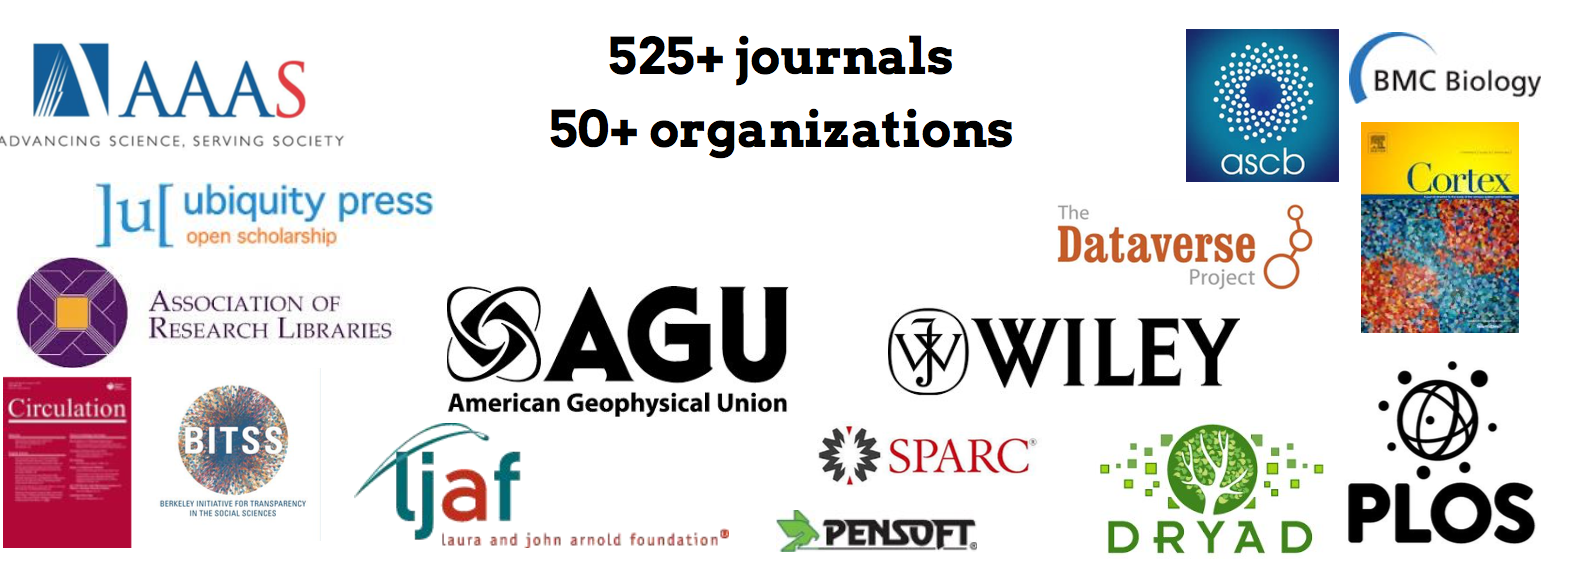 525+ journals
50+ organizations
AAAS
ADVANCING SCIENCE, SERVING SOCIETY
]u[ ubiquity press
open scholarship
ASSOCIATION OF
RESEARCH LIBRARIES
Circulation
BITSS
BERKELEY INITIATIVE FOR TRANSPARENCY
IN THE SOCIAL SCIENCES
AGU
American Geophysical Union
ljaf
laura and john arnold foundation®
ascb
BMC Biology
Cortex
The
Dataverse
Project
WILEY
SPARC®
PENSOFT®
DRYAD
PLOS